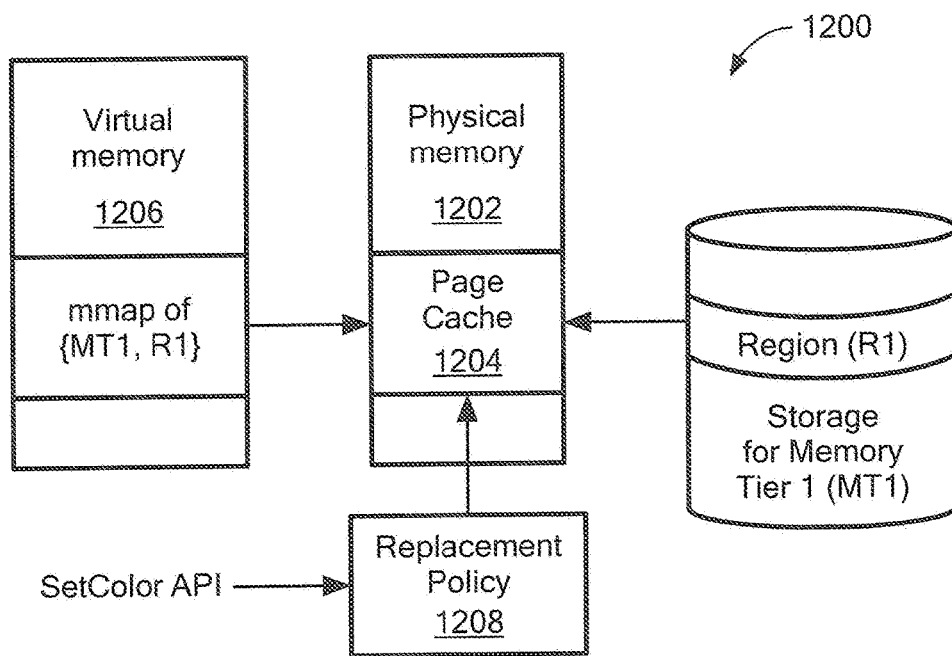 1200
Virtual
memory
1206
mmap of
{MT1, R1}
Physical
memory
1202
Page
Cache
1204
Region (R1)
Storage
for Memory
Tier 1 (MT1)
SetColor API
Replacement
Policy
1208